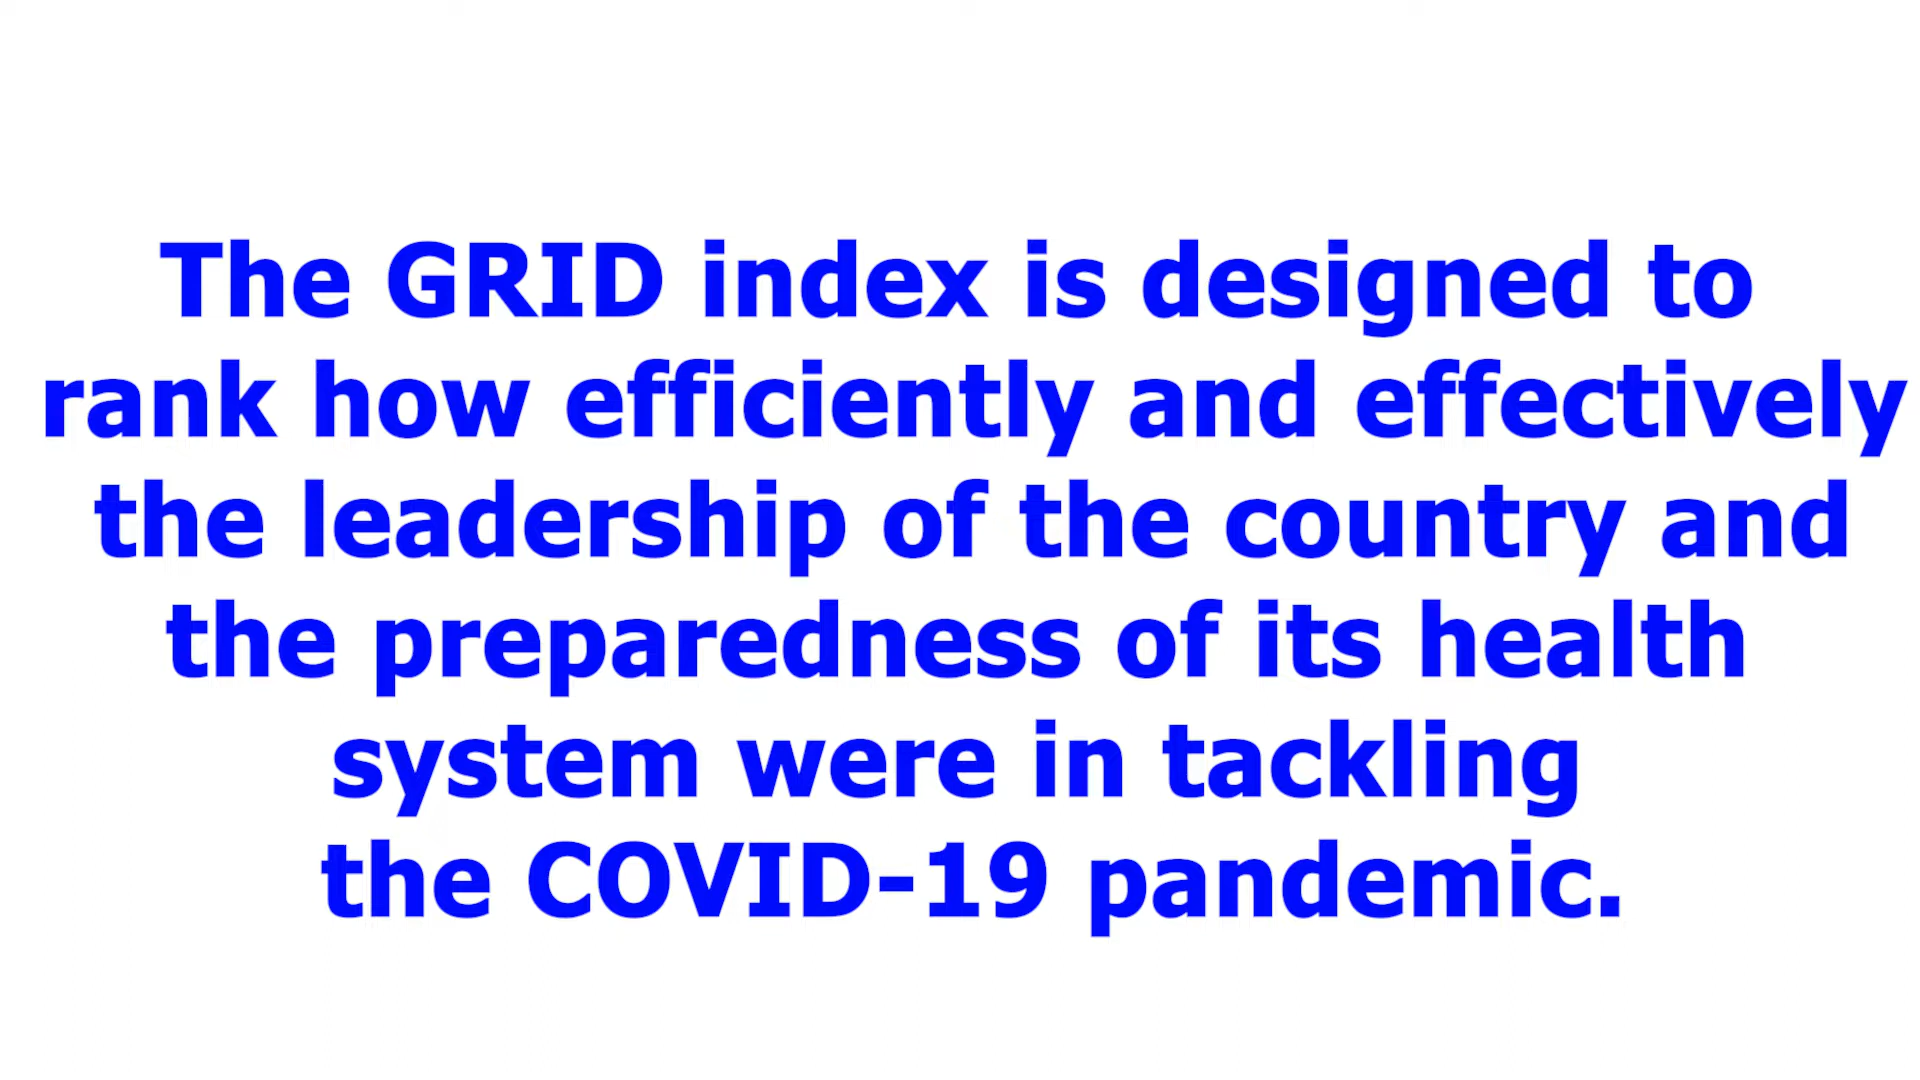 The GRID index is designed to
rank how efficiently and effectively
the leadership of the country and
the preparedness of its health
system were in tackling
the COVID-19 pandemic.